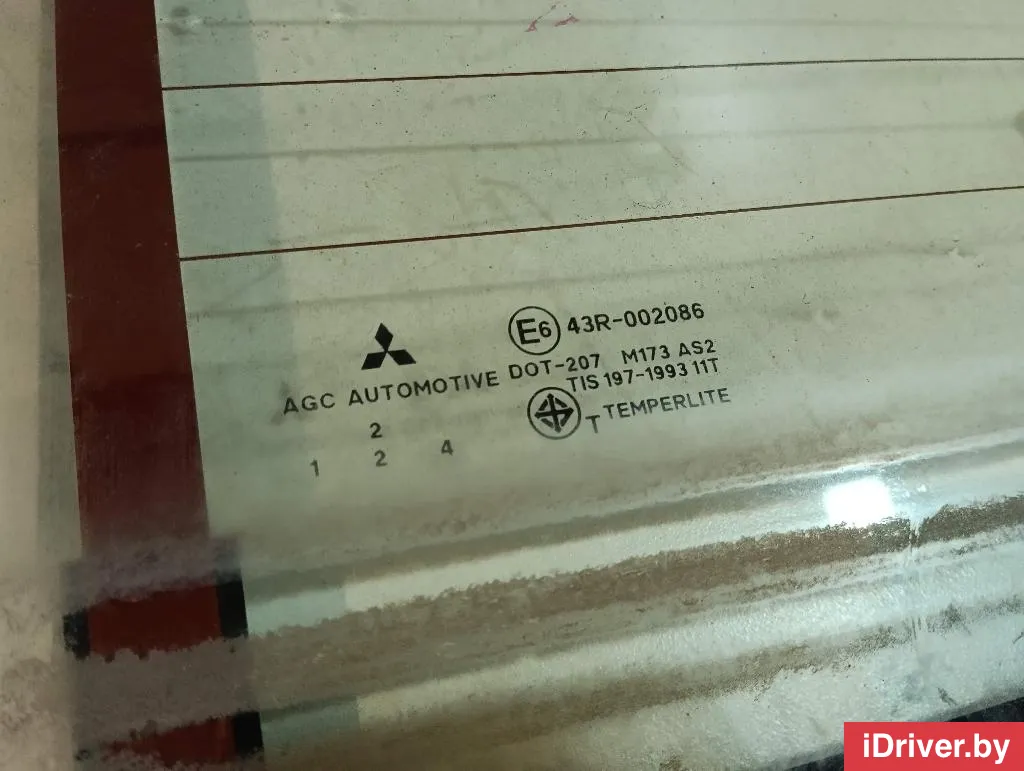 E6 43R-002086
AGC AUTOMOTIVE DOT-207 M173 AS2
TIS 197-1993 11T
T TEMPERLITE
2
1 2 4
iDriver.by